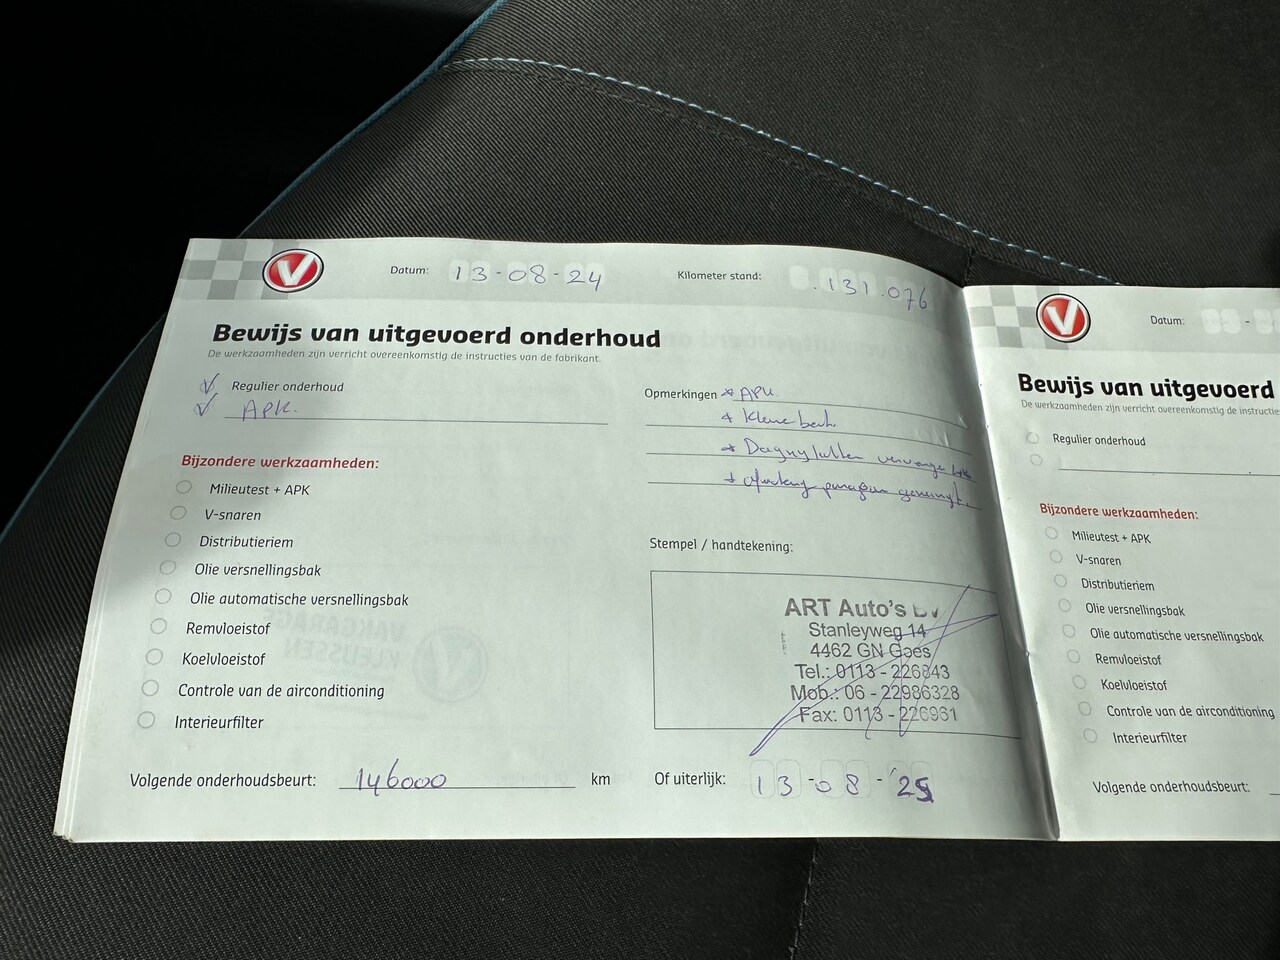 V
Datum: 13-08-24
Kilometer stand: .131.076
Bewijs van uitgevoerd onderhoud
De werkzaamheden zijn verricht overeenkomstig de instructies van de fabrikant.
Regulier onderhoud
APK.
Bijzondere werkzaamheden:
Milieutest + APK
V-snaren
Distributieriem
Olie versnellingsbak
Olie automatische versnellingsbak
Remvloeistof
Koelvloeistof
Controle van de airconditioning
Interieurfilter
Volgende onderhoudsbeurt: 146000 km
Opmerkingen * APK
* Kleine
*
*
Stempel / handtekening:
ART Auto's BV
Stanleyweg 14
4462 GN Goes
Tel.: 0113 - 226843
Mob.: 06 - 22986328
Fax: 0113 - 226961
Of uiterlijk: 13-08-'25
V
Datum:
Bewijs van uitgevoerd
De werkzaamheden zijn verricht overeenkomstig de instructie
Regulier onderhoud
Bijzondere werkzaamheden:
Milieutest + APK
V-snaren
Distributieriem
Olie versnellingsbak
Olie automatische versnellingsbak
Remvloeistof
Koelvloeistof
Controle van de airconditioning
Interieurfilter
Volgende onderhoudsbeurt: